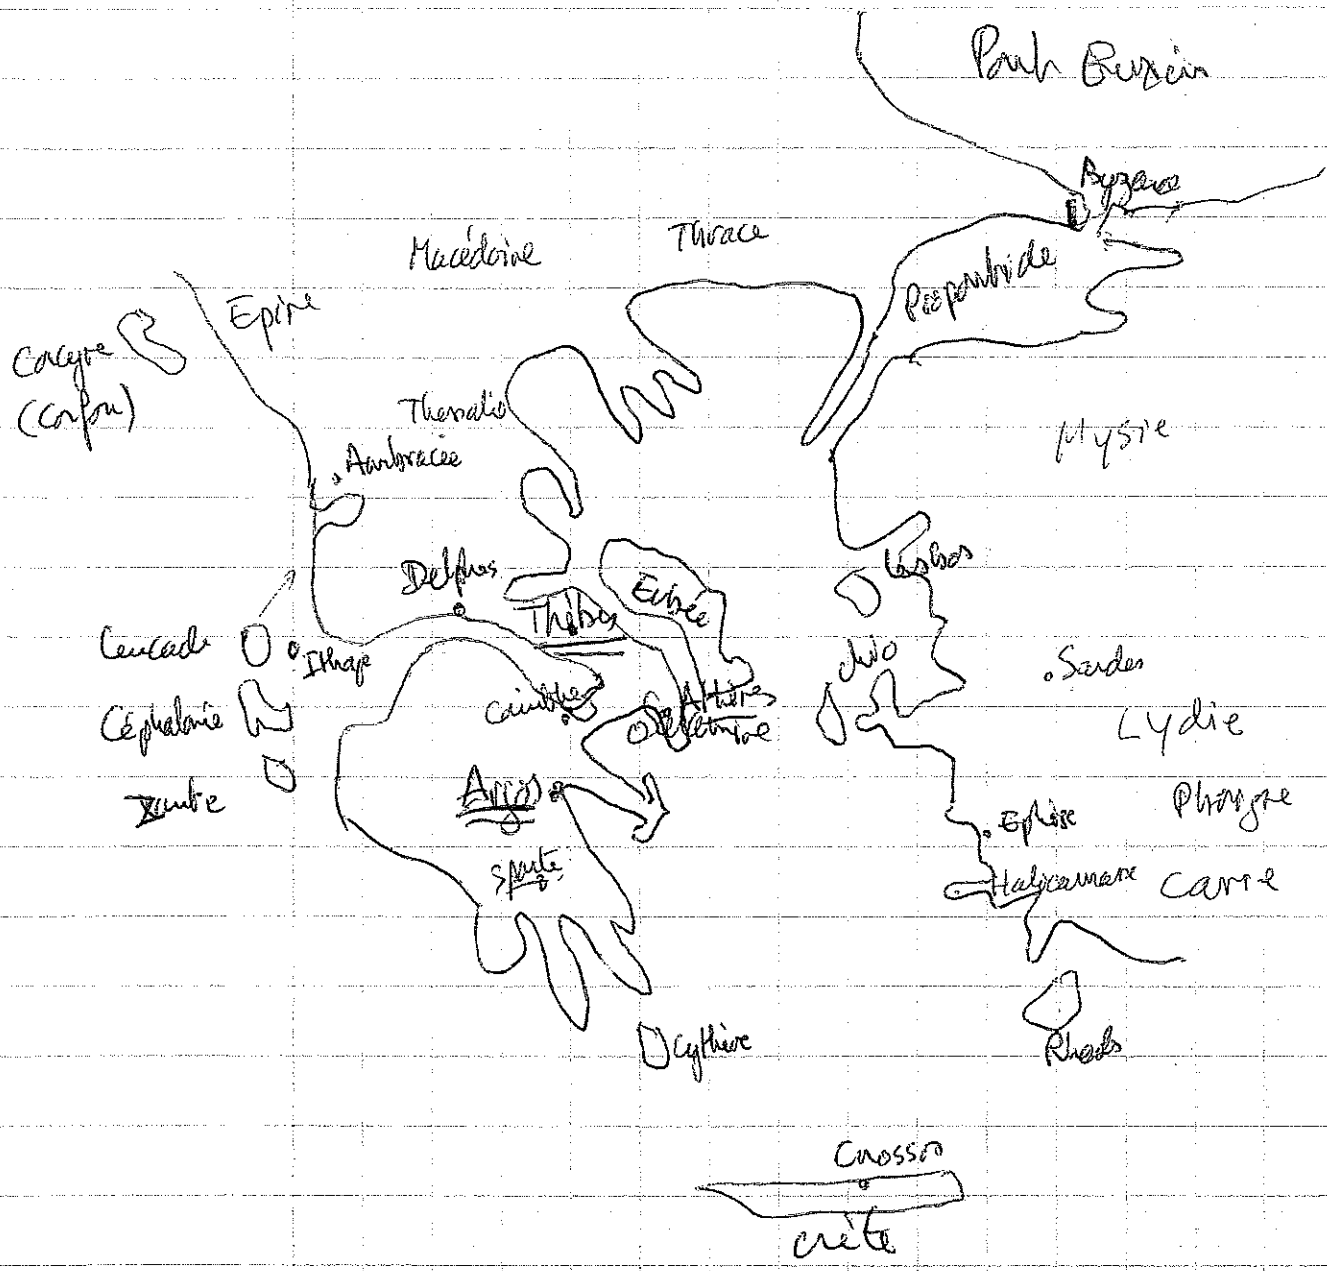 Pont Euxin
Byzance
Thrace
Macédoine
Propontide
Epire
Corcyre
(Corfou)
Thessalie
Mysie
Ambracie
Lesbos
Delphes
Eubée
Thèbes
Leucade
Ithaqe
Chio
Sardes
Corinthe
Athènes
Céphalonie
Lydie
Argos
Zante
Phrygie
Ephèse
Sparte
Halicarnasse
Carie
Cythère
Rhodes
Cnossos
Crète